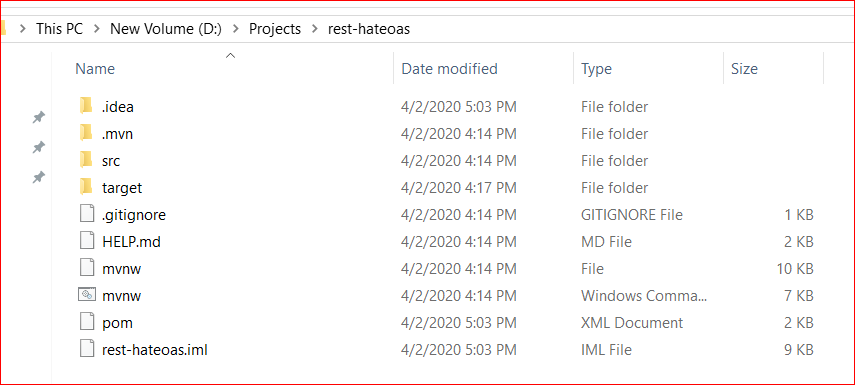 This PC > New Volume (D:) > Projects > rest-hateoas
Name Date modified Type Size
.idea 4/2/2020 5:03 PM File folder
.mvn 4/2/2020 4:14 PM File folder
src 4/2/2020 4:14 PM File folder
target 4/2/2020 4:17 PM File folder
.gitignore 4/2/2020 4:14 PM GITIGNORE File 1 KB
HELP.md 4/2/2020 4:14 PM MD File 2 KB
mvnw 4/2/2020 4:14 PM File 10 KB
mvnw 4/2/2020 4:14 PM Windows Comma... 7 KB
pom 4/2/2020 5:03 PM XML Document 2 KB
rest-hateoas.iml 4/2/2020 5:03 PM IML File 9 KB